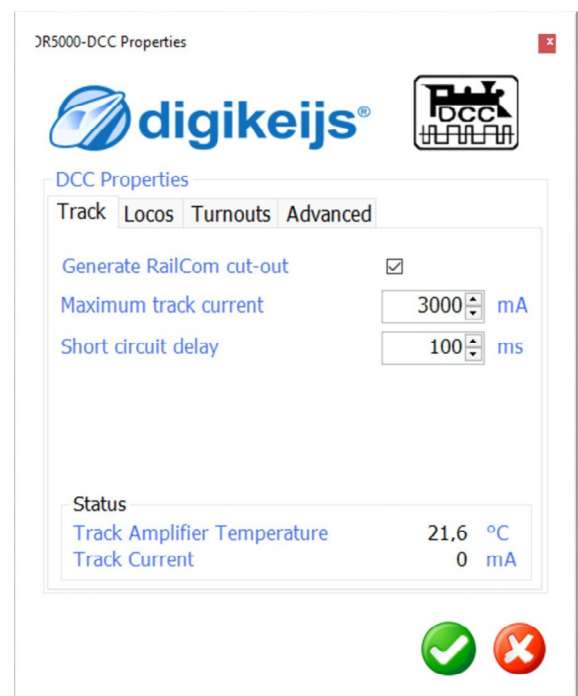 DR5000-DCC Properties
x
digikeijs®
DCC
DCC Properties
Track Locos Turnouts Advanced
Generate RailCom cut-out
Maximum track current 3000 mA
Short circuit delay 100 ms
Status
Track Amplifier Temperature 21,6 °C
Track Current 0 mA